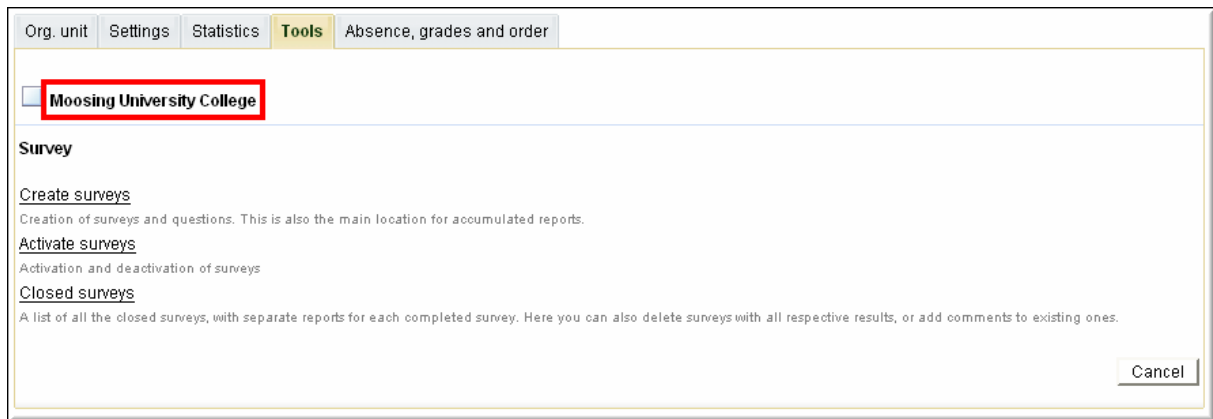 Org. unit Settings Statistics Tools Absence, grades and order
Moosing University College
Survey
Create surveys
Creation of surveys and questions. This is also the main location for accumulated reports.
Activate surveys
Activation and deactivation of surveys
Closed surveys
A list of all the closed surveys, with separate reports for each completed survey. Here you can also delete surveys with all respective results, or add comments to existing ones.
Cancel